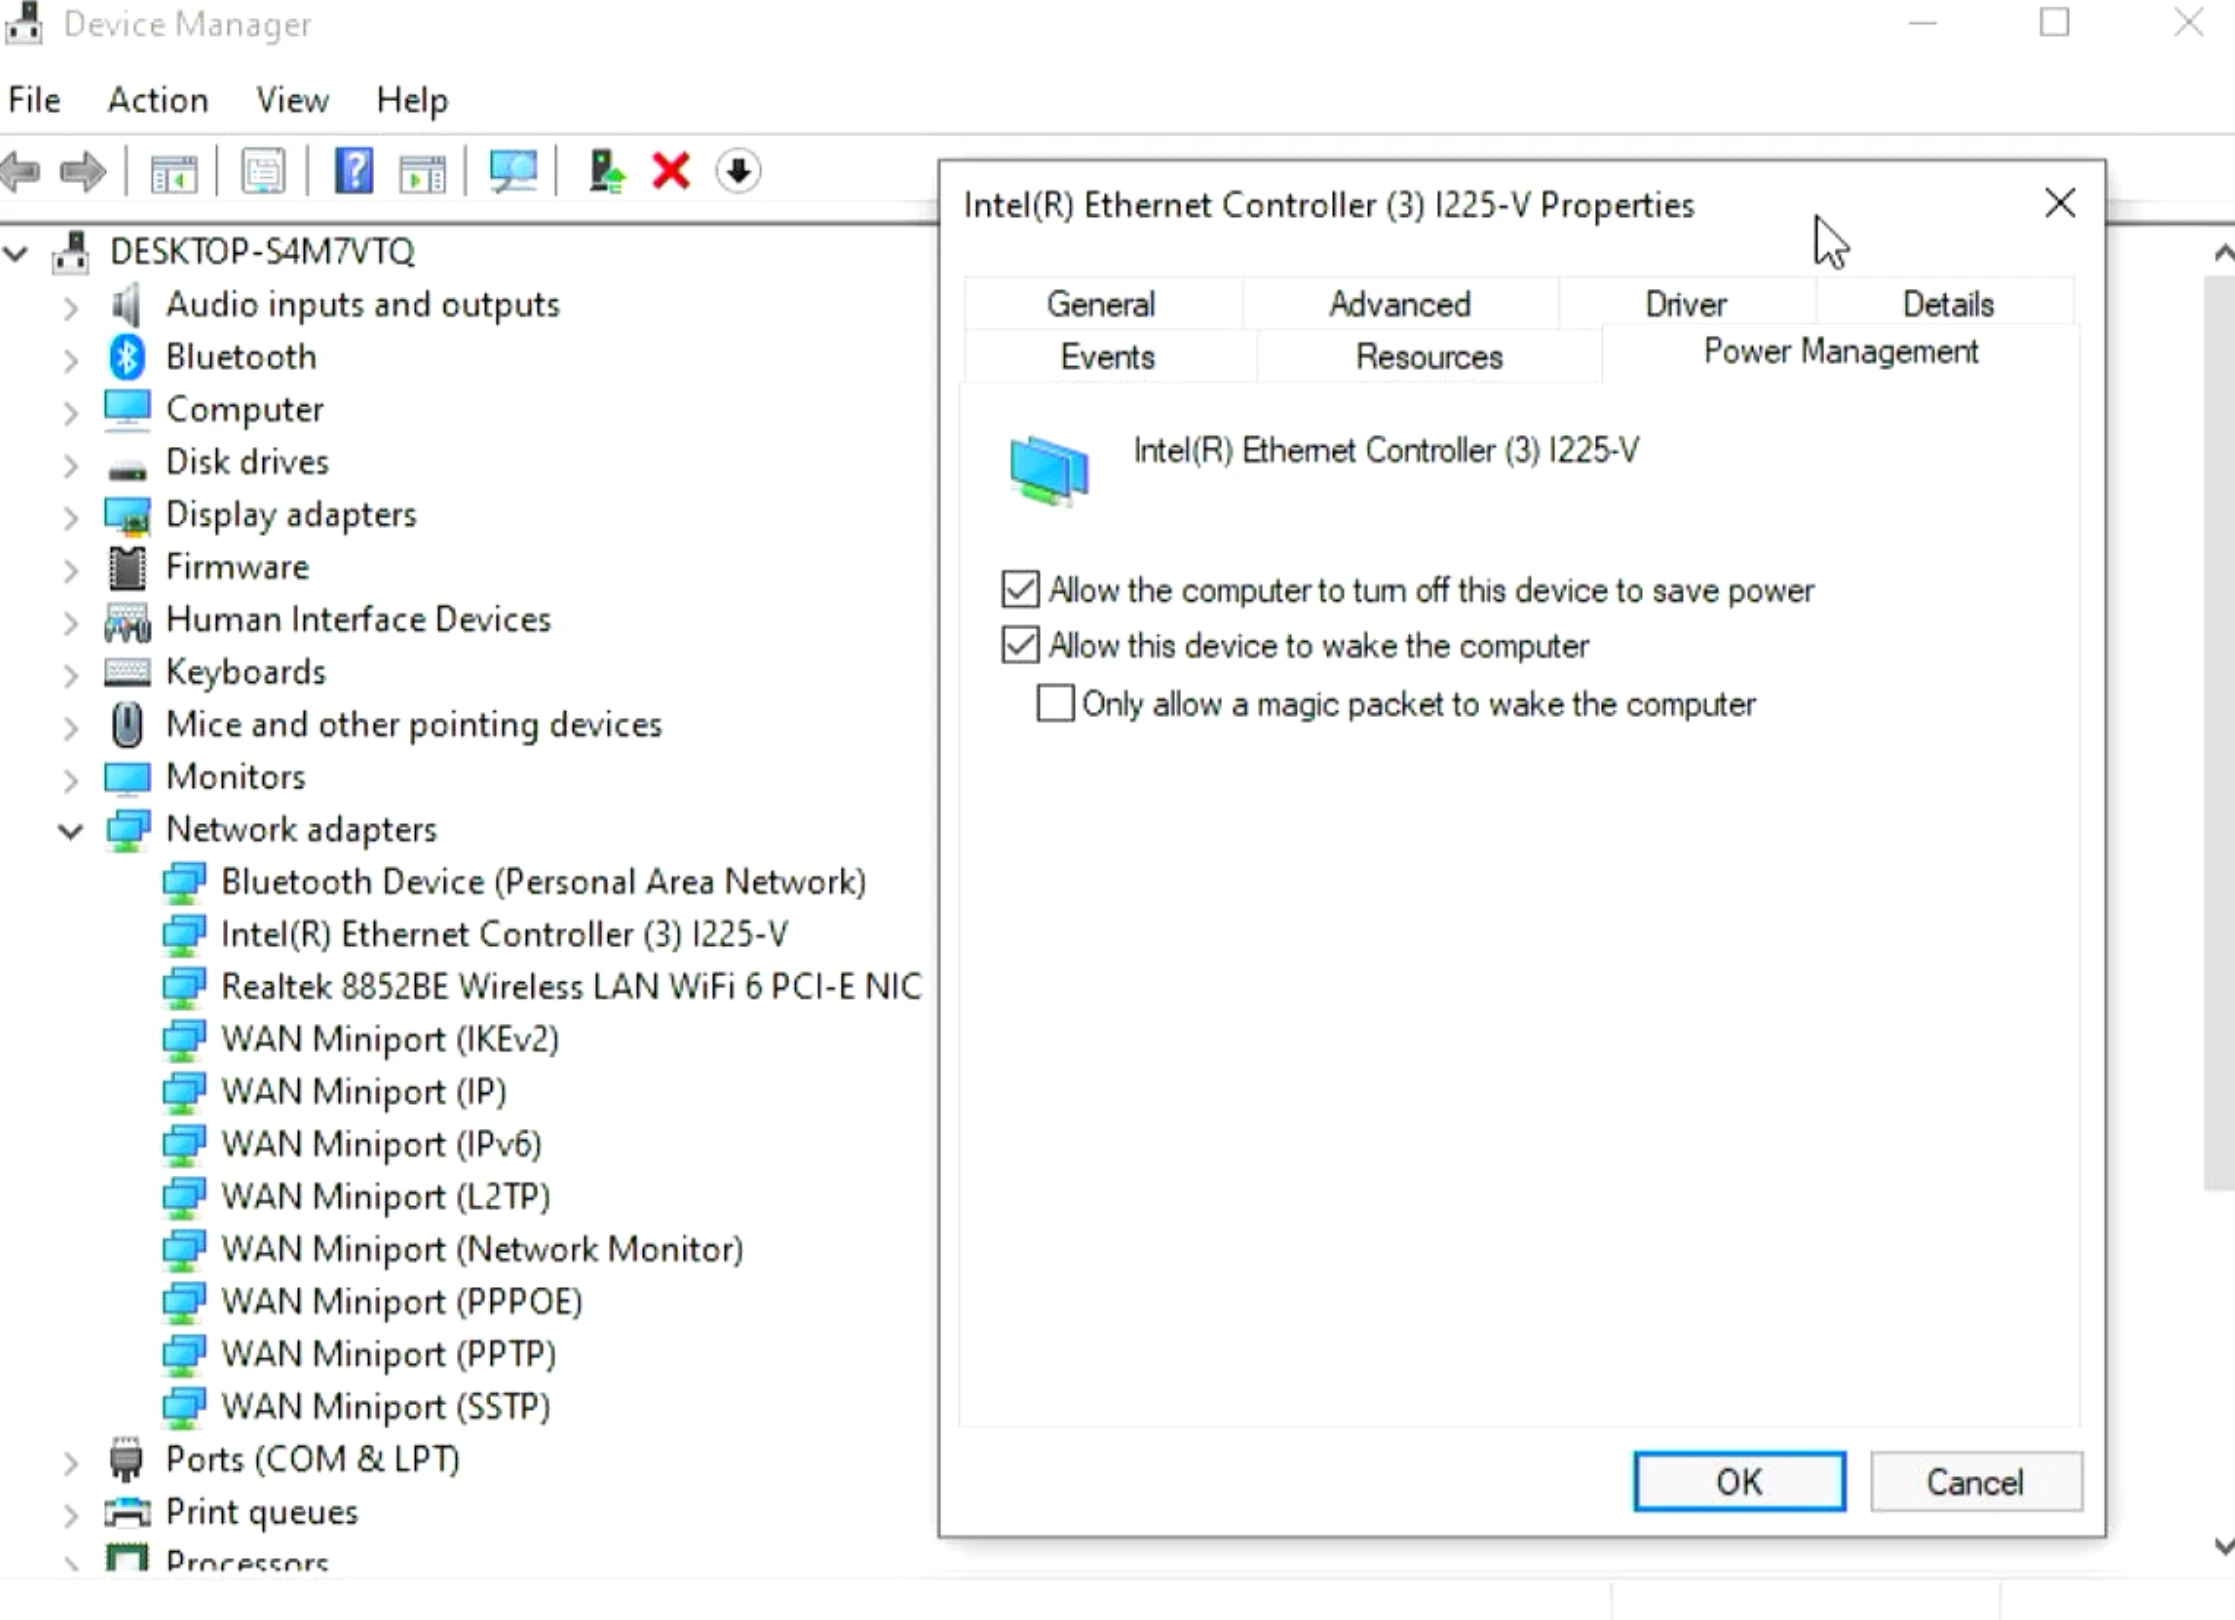 Device Manager
File Action View Help
DESKTOP-S4M7VTQ
Audio inputs and outputs
Bluetooth
Computer
Disk drives
Display adapters
Firmware
Human Interface Devices
Keyboards
Mice and other pointing devices
Monitors
Network adapters
Bluetooth Device (Personal Area Network)
Intel(R) Ethernet Controller (3) I225-V
Realtek 8852BE Wireless LAN WiFi 6 PCI-E NIC
WAN Miniport (IKEv2)
WAN Miniport (IP)
WAN Miniport (IPv6)
WAN Miniport (L2TP)
WAN Miniport (Network Monitor)
WAN Miniport (PPPOE)
WAN Miniport (PPTP)
WAN Miniport (SSTP)
Ports (COM & LPT)
Print queues
Processors
Intel(R) Ethernet Controller (3) I225-V Properties
General Advanced Driver Details
Events Resources Power Management
Intel(R) Ethernet Controller (3) I225-V
Allow the computer to turn off this device to save power
Allow this device to wake the computer
Only allow a magic packet to wake the computer
OK Cancel